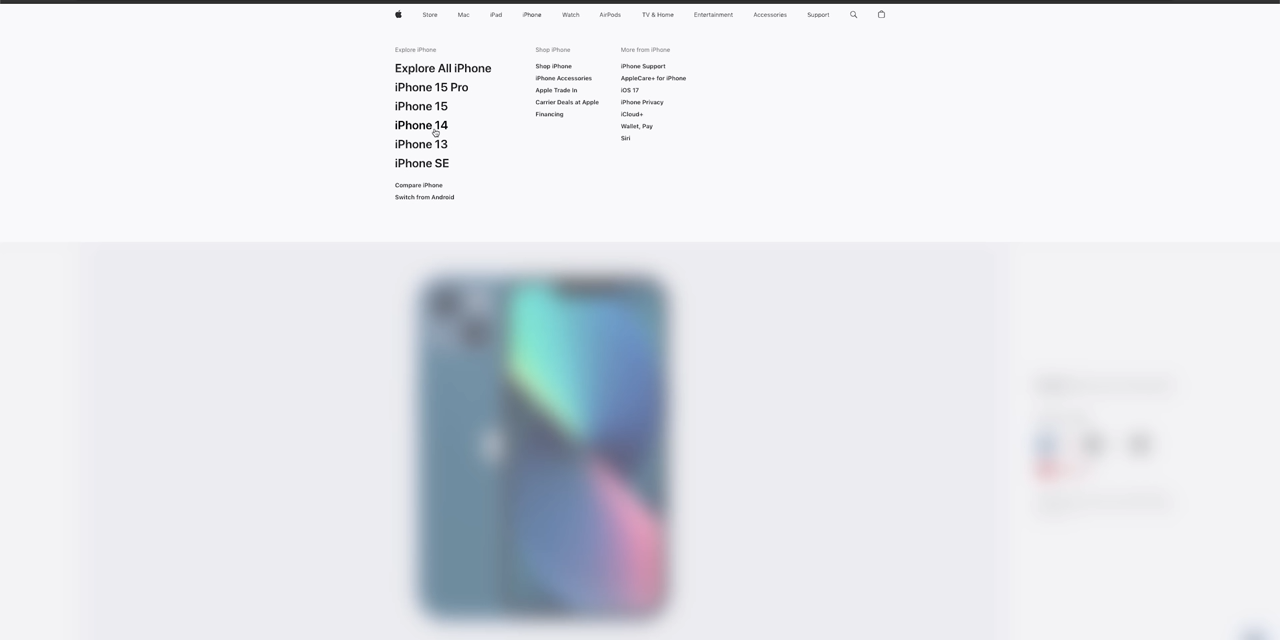 Store Mac iPad iPhone Watch AirPods TV & Home Entertainment Accessories Support
Explore iPhone
Explore All iPhone
iPhone 15 Pro
iPhone 15
iPhone 14
iPhone 13
iPhone SE
Compare iPhone
Switch from Android
Shop iPhone
Shop iPhone
iPhone Accessories
Apple Trade In
Carrier Deals at Apple
Financing
More from iPhone
iPhone Support
AppleCare+ for iPhone
iOS 17
iPhone Privacy
iCloud+
Wallet, Pay
Siri